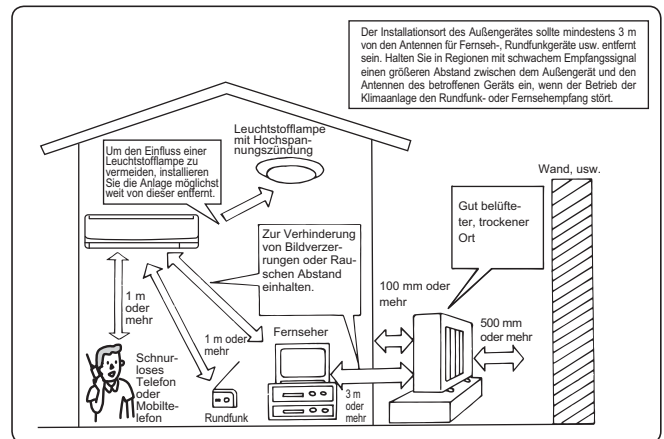 Der Installationsort des Außengerätes sollte mindestens 3 m
von den Antennen für Fernseh-, Rundfunkgeräte usw. entfernt
sein. Halten Sie in Regionen mit schwachem Empfangssignal
einen größeren Abstand zwischen dem Außengerät und den
Antennen des betroffenen Geräts ein, wenn der Betrieb der
Klimaanlage den Rundfunk- oder Fernsehempfang stört.
Leuchtstofflampe
mit Hochspan-
nungszündung
Um den Einfluss einer
Leuchtstofflampe zu
vermeiden, installieren
Sie die Anlage möglichst
weit von dieser entfernt.
Wand, usw.
Gut belüfte-
ter, trockener
Ort
Zur Verhinderung
von Bildverzer-
rungen oder Rau-
schen Abstand
einhalten.
100 mm oder
mehr
500 mm
oder mehr
1 m
oder
mehr
1 m oder
mehr
Fernseher
Schnur-
loses
Telefon
oder
Mobilte-
lefon
Rundfunk
3 m
oder
mehr